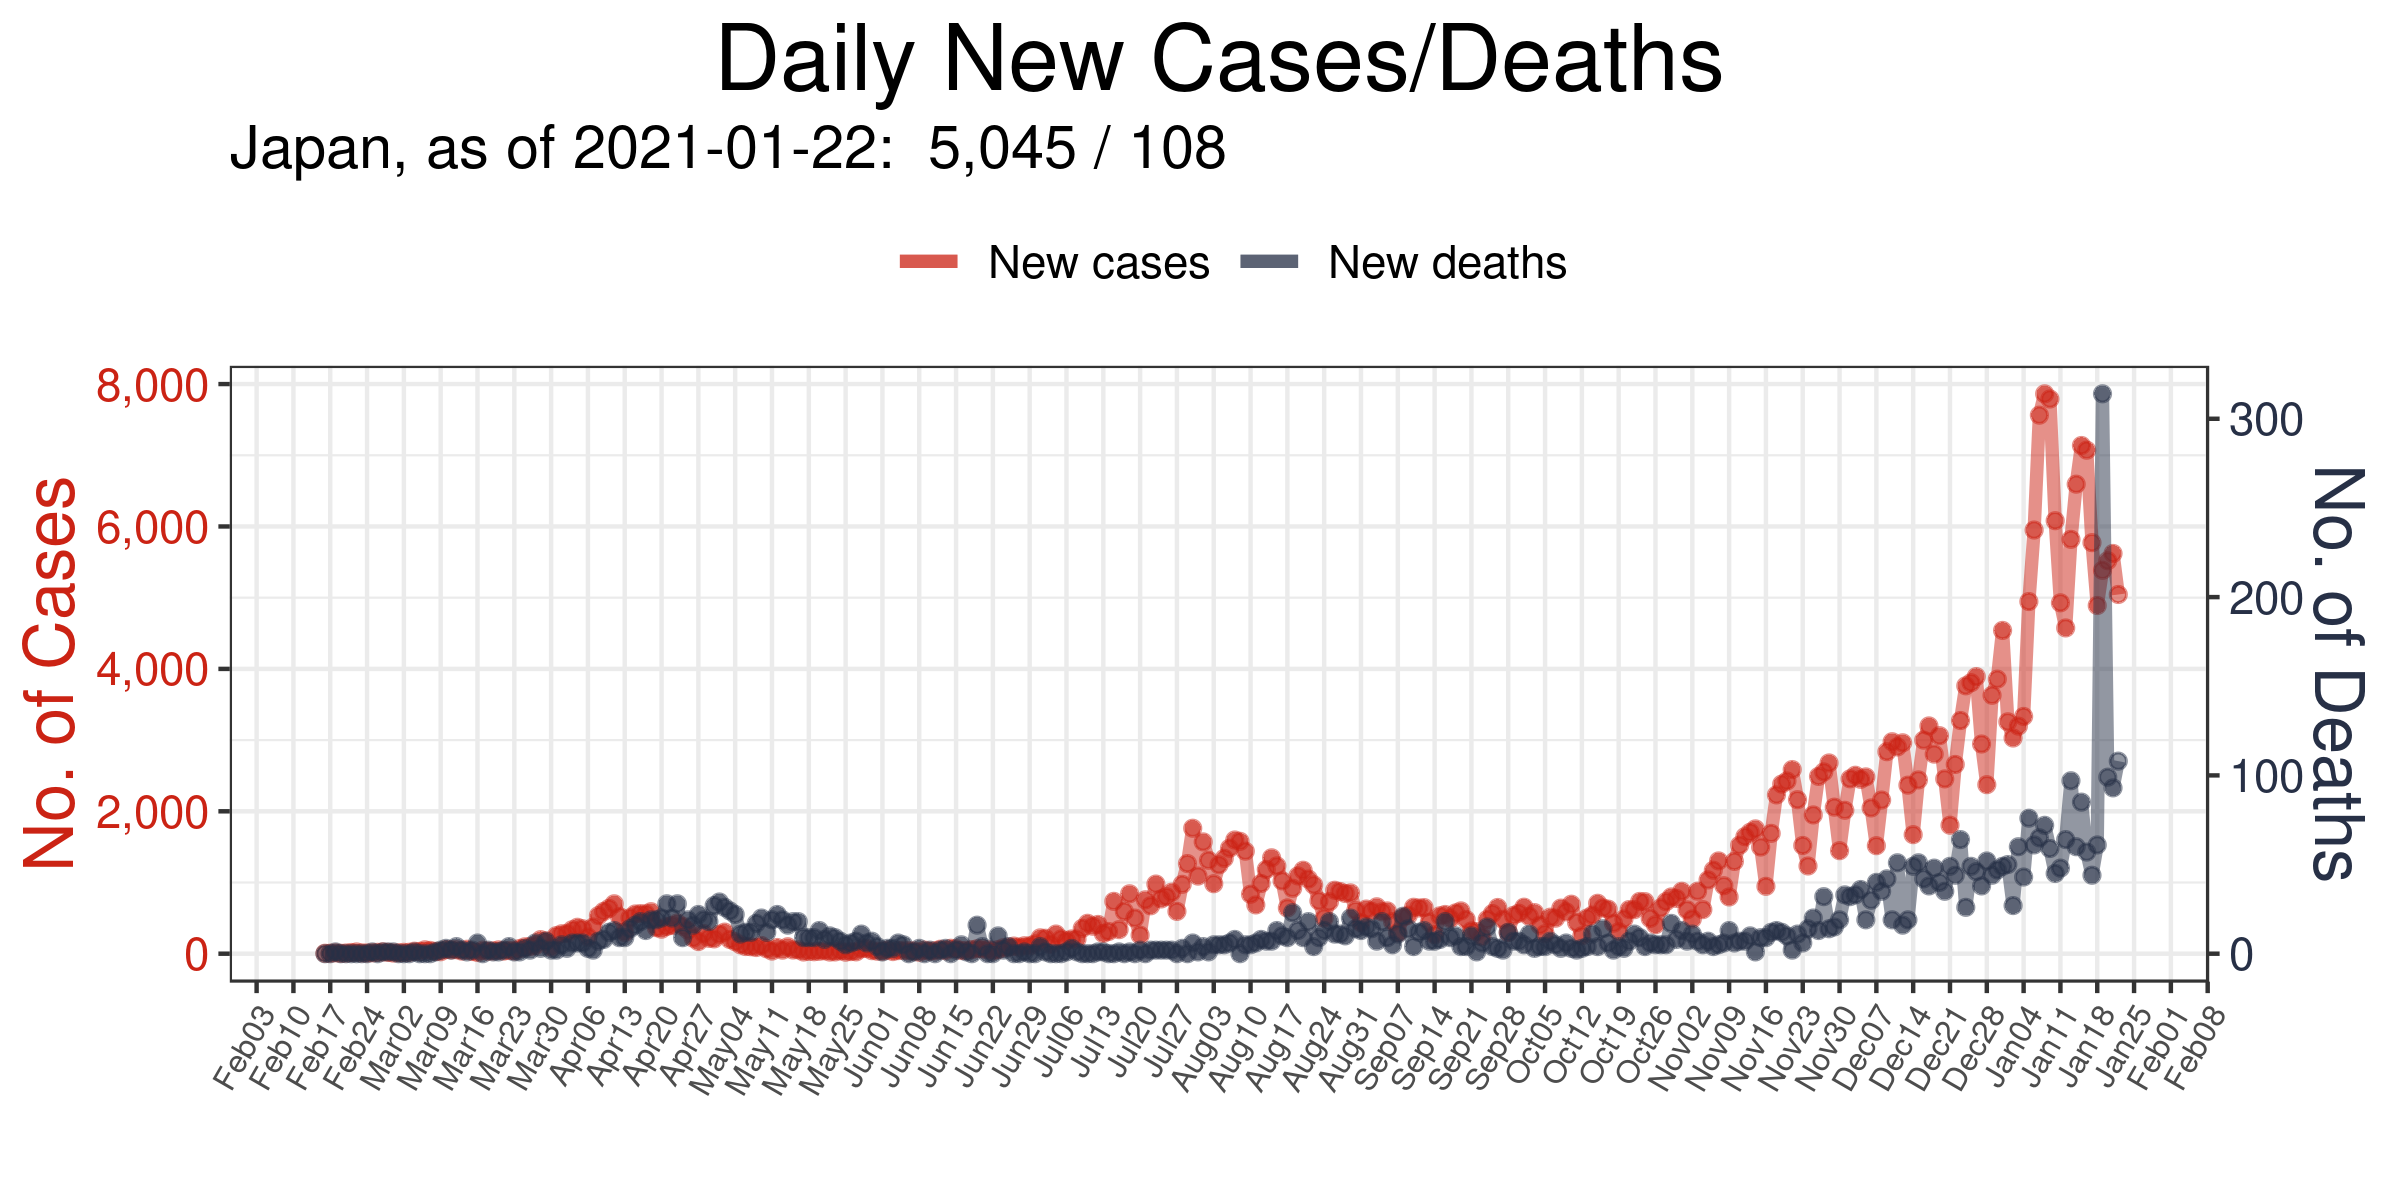 Daily New Cases/Deaths
Japan, as of 2021-01-22: 5,045 / 108
New cases
New deaths
No. of Cases
8,000
6,000
4,000
2,000
0
300
200
100
0
No. of Deaths
Feb03
Feb10
Feb17
Feb24
Mar02
Mar09
Mar16
Mar23
Mar30
Apr06
Apr13
Apr20
Apr27
May04
May11
May18
May25
Jun01
Jun08
Jun15
Jun22
Jun29
Jul06
Jul13
Jul20
Jul27
Aug03
Aug10
Aug17
Aug24
Aug31
Sep07
Sep14
Sep21
Sep28
Oct05
Oct12
Oct19
Oct26
Nov02
Nov09
Nov16
Nov23
Nov30
Dec07
Dec14
Dec21
Dec28
Jan04
Jan11
Jan18
Jan25
Feb01
Feb08